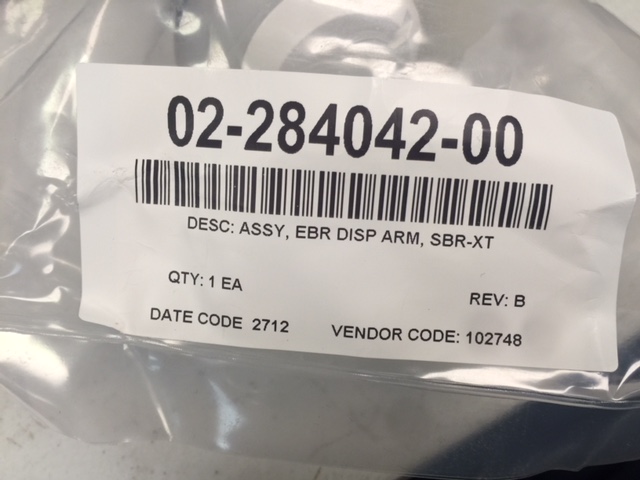 02-284042-00
DESC: ASSY, EBR DISP ARM, SBR-XT
QTY: 1 EA
REV: B
DATE CODE 2712
VENDOR CODE: 102748